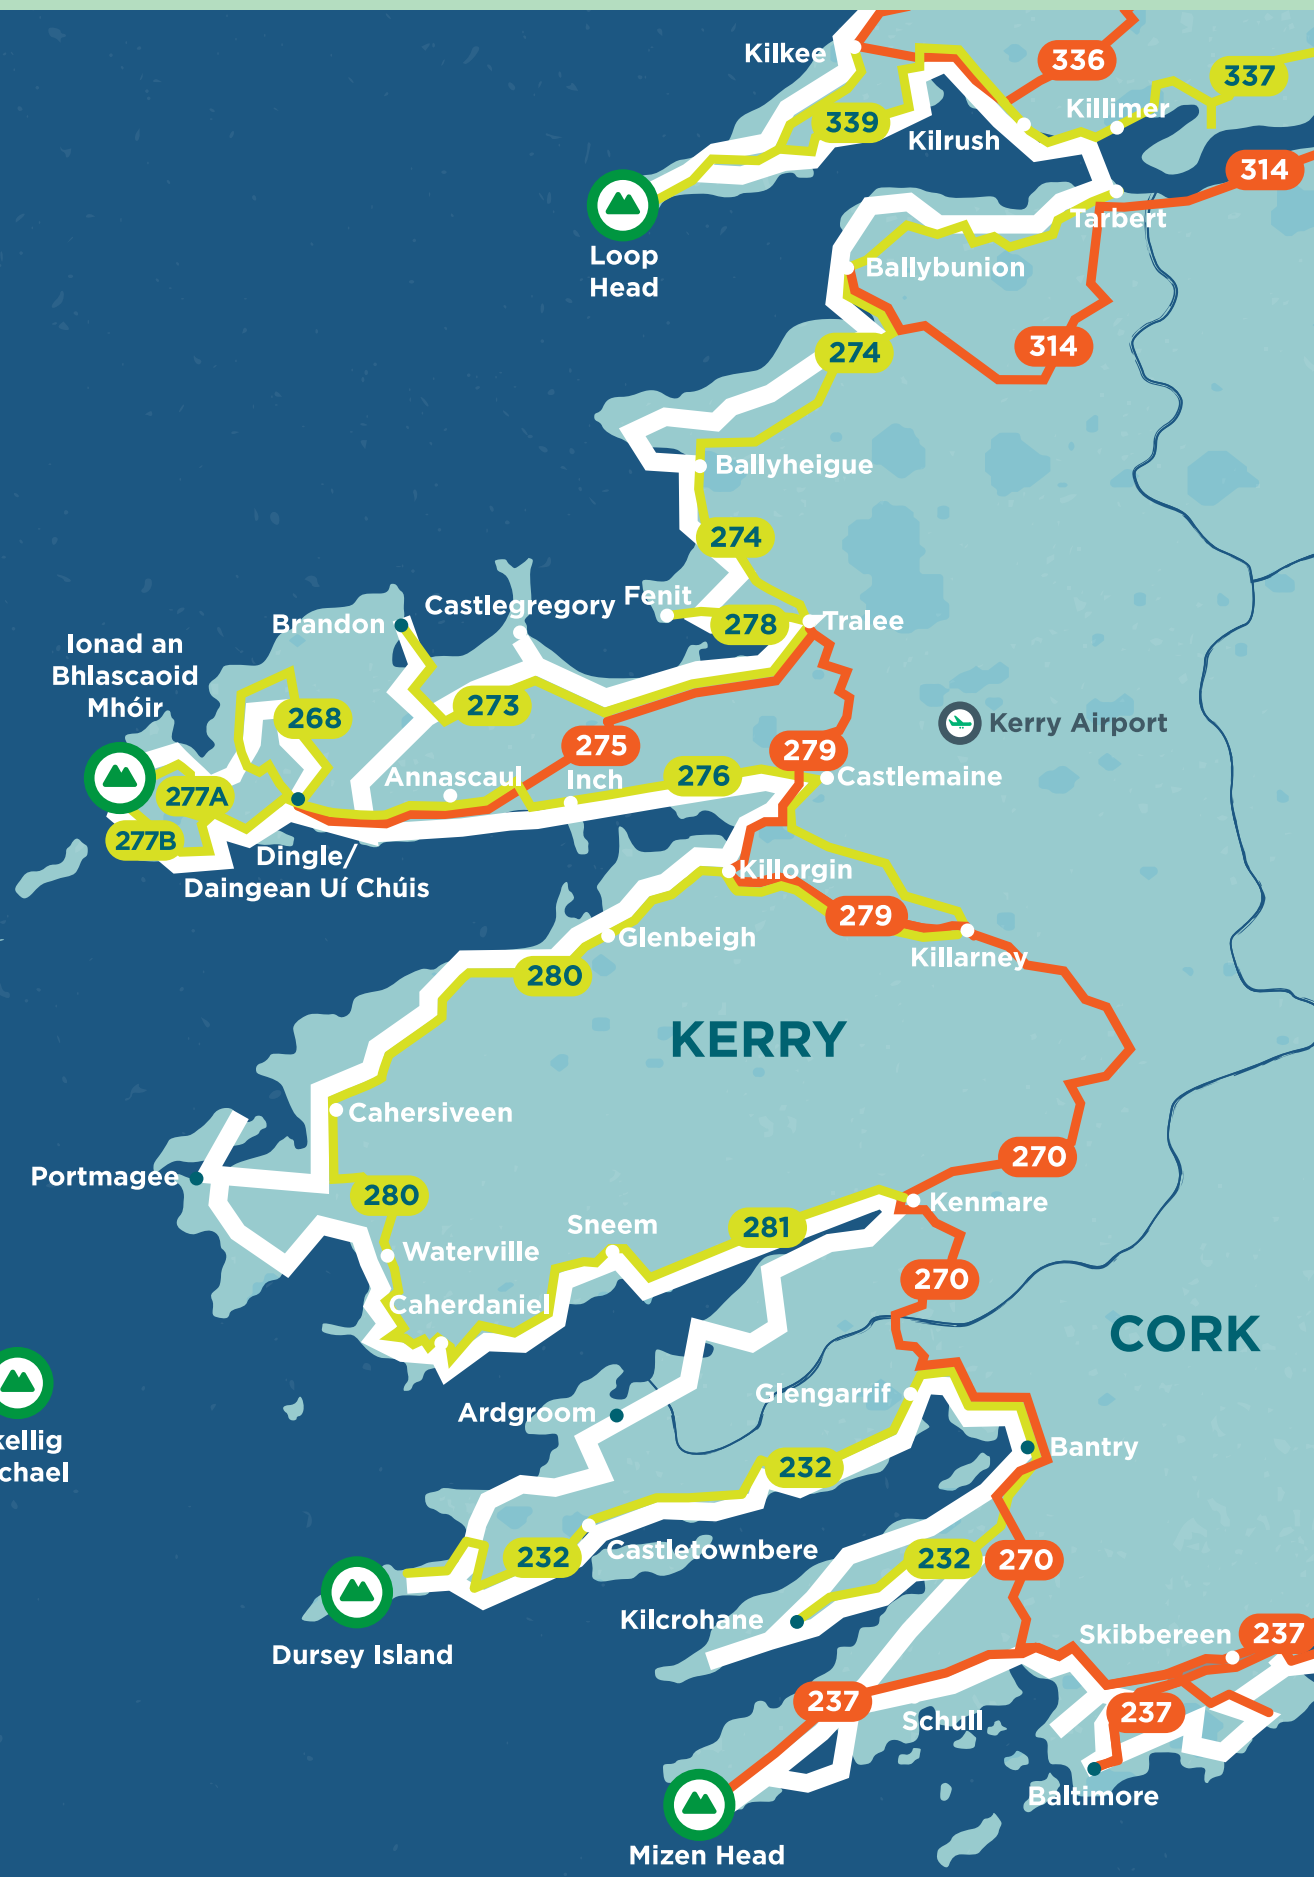 Kilkee
336
337
339
Killimer
Kilrush
314
Tarbert
Loop
Head
Ballybunion
274
314
Ballyheigue
274
Fenit
Castlegregory
Brandon
278
Tralee
Ionad an
Bhlascaoid
Mhóir
273
268
Kerry Airport
275
279
Annascaul
Inch
276
Castlemaine
277A
277B
Dingle/
Daingean Uí Chúis
Killorgin
279
Glenbeigh
Killarney
280
KERRY
Cahersiveen
Portmagee
270
280
Kenmare
Sneem
281
Waterville
270
Caherdaniel
CORK
Glengarrif
Ardgroom
kellig
chael
Bantry
232
232
Castletownbere
232
270
Kilcrohane
Dursey Island
Skibbereen
237
237
Schull
237
Baltimore
Mizen Head